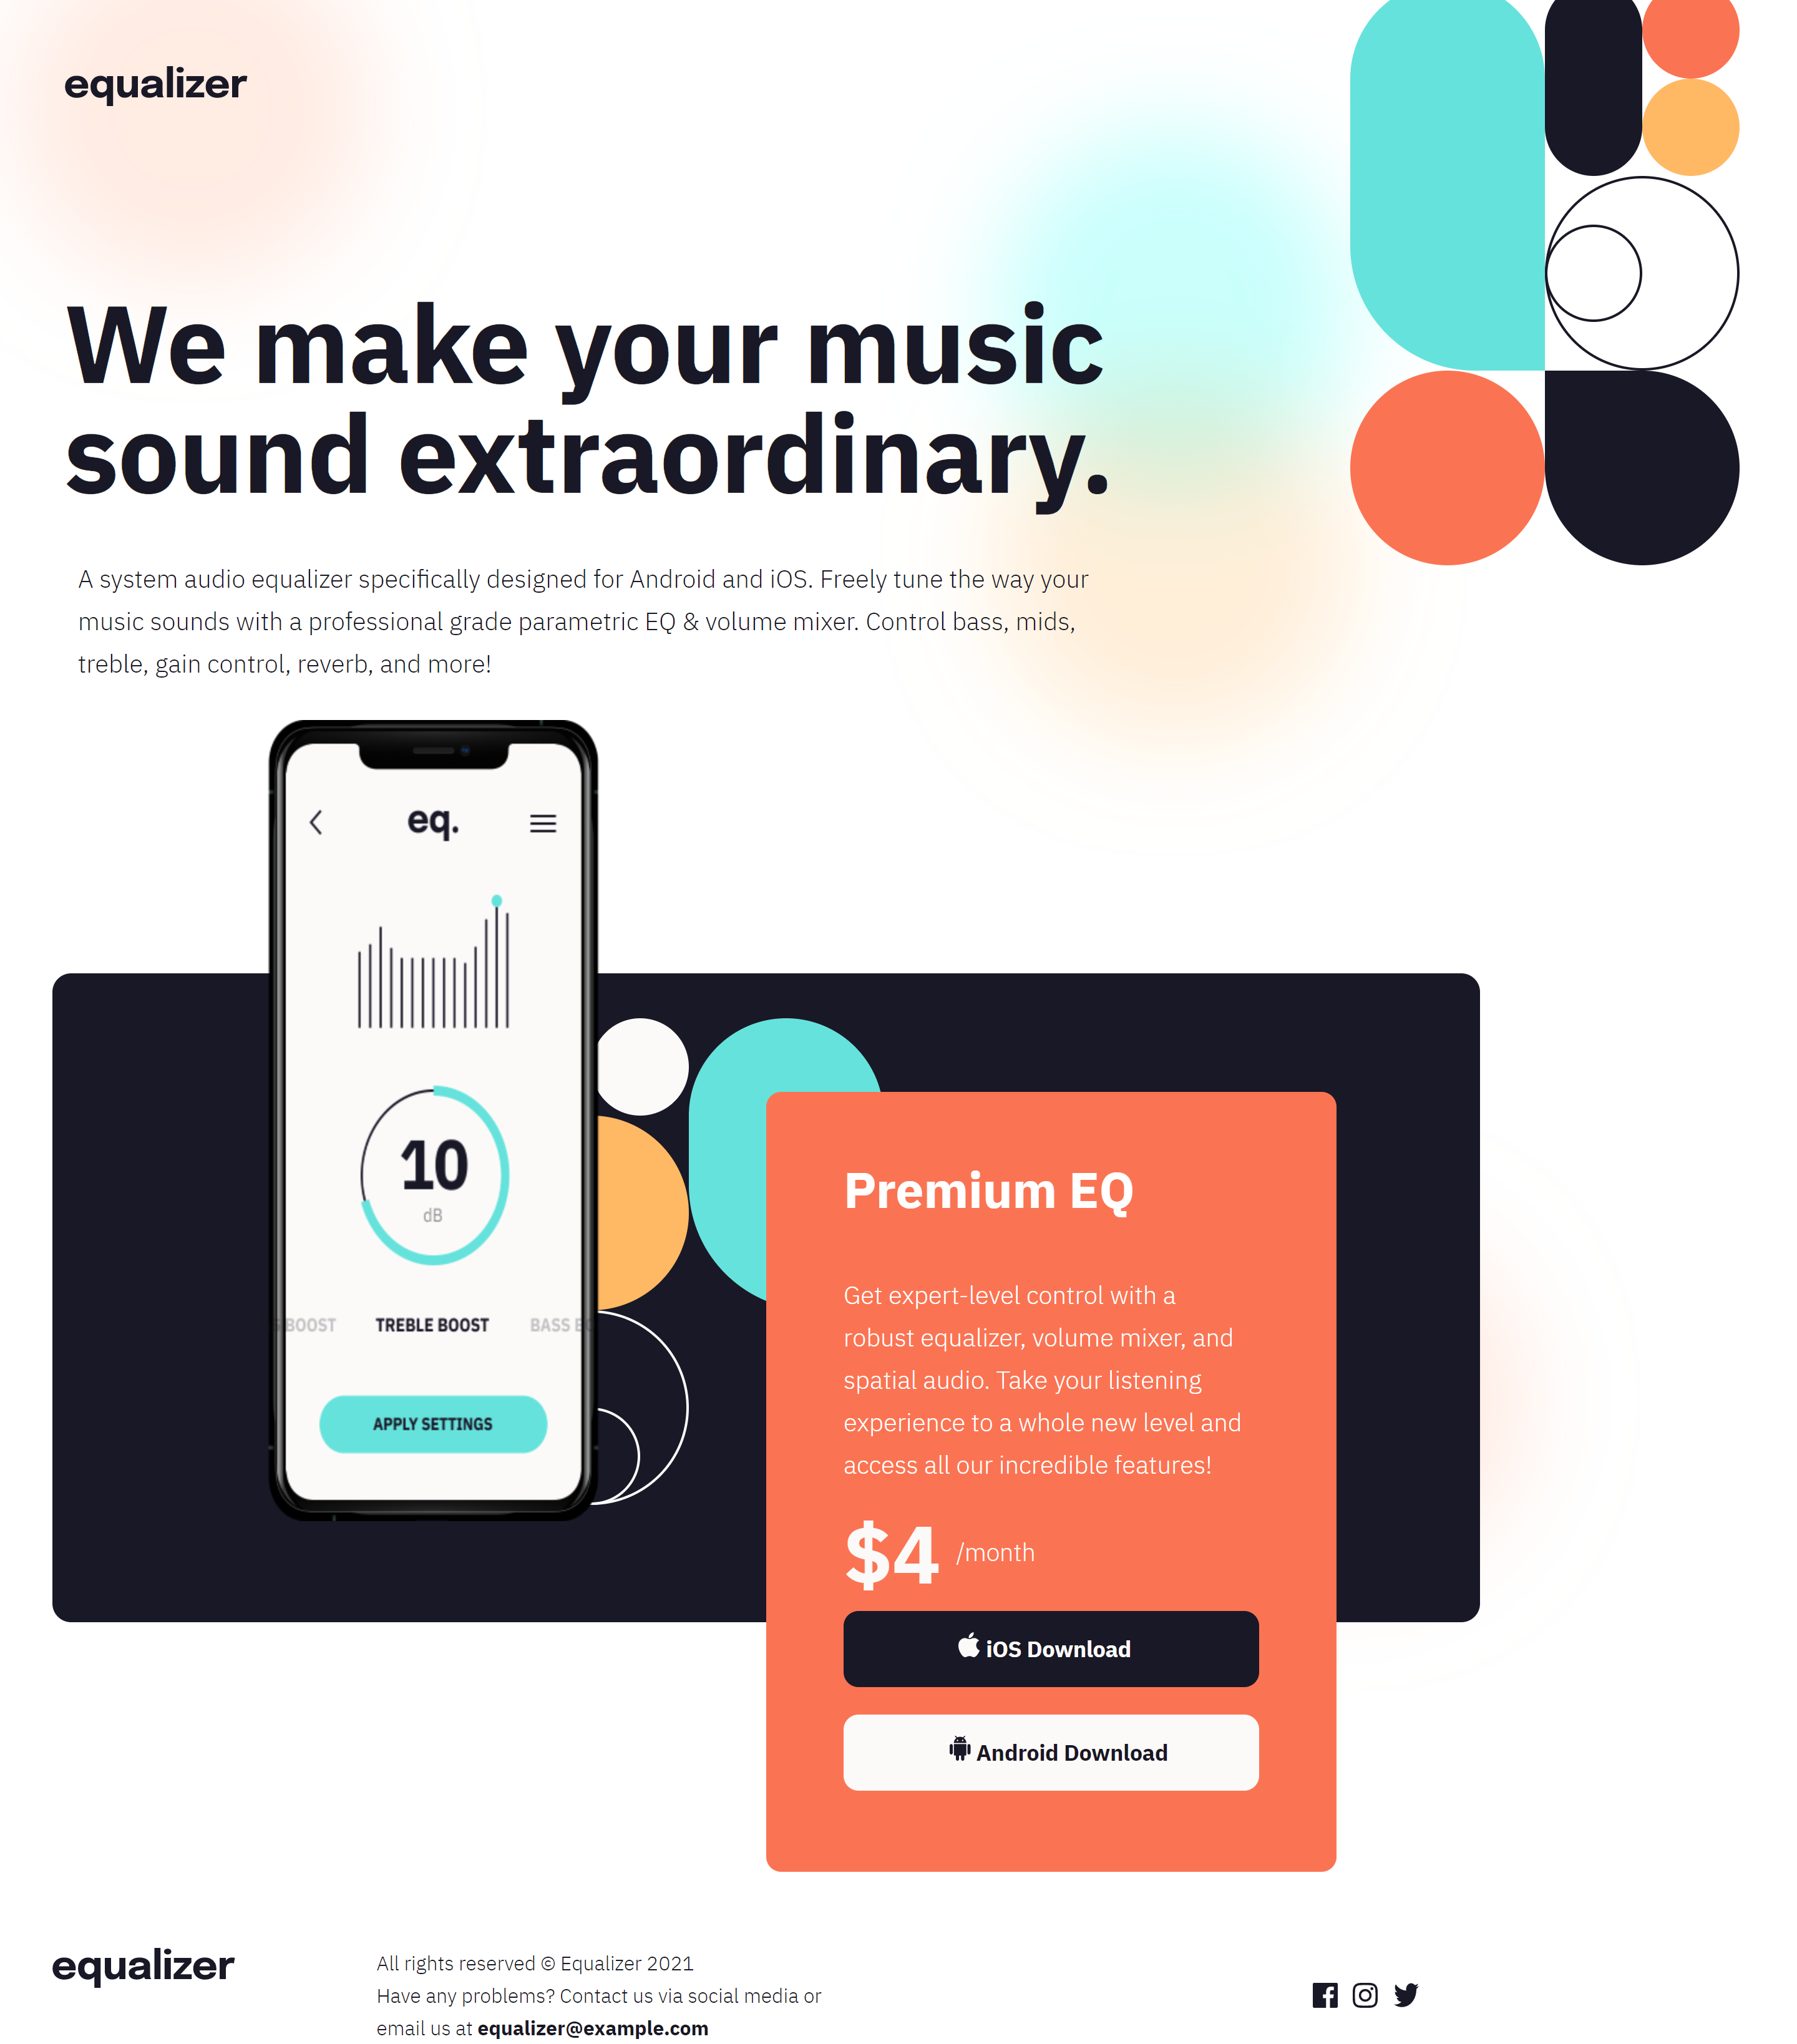 equalizer
We make your music
sound extraordinary.
A system audio equalizer specifically designed for Android and iOS. Freely tune the way your
music sounds with a professional grade parametric EQ & volume mixer. Control bass, mids,
treble, gain control, reverb, and more!
eq.
10
dB
BOOST TREBLE BOOST BASS
APPLY SETTINGS
Premium EQ
Get expert-level control with a
robust equalizer, volume mixer, and
spatial audio. Take your listening
experience to a whole new level and
access all our incredible features!
$4 /month
iOS Download
Android Download
equalizer
All rights reserved © Equalizer 2021
Have any problems? Contact us via social media or
email us at equalizer@example.com